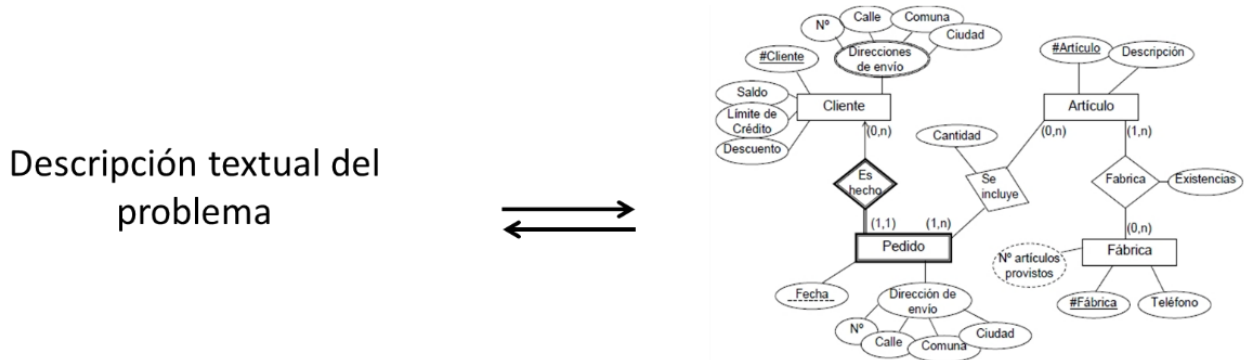 Descripción textual del
problema
Nº
Calle
Comuna
Ciudad
Direcciones
de envío
#Cliente
Saldo
Límite de
Crédito
Descuento
Cliente
(0,n)
Es
hecho
(1,1)
Pedido
Fecha
Dirección de
envío
Nº
Calle
Comuna
Ciudad
(1,n)
Cantidad
Se
incluye
(0,n)
#Artículo
Descripción
Artículo
(1,n)
Fabrica
Existencias
(0,n)
Fábrica
Nº artículos
provistos
#Fábrica
Teléfono